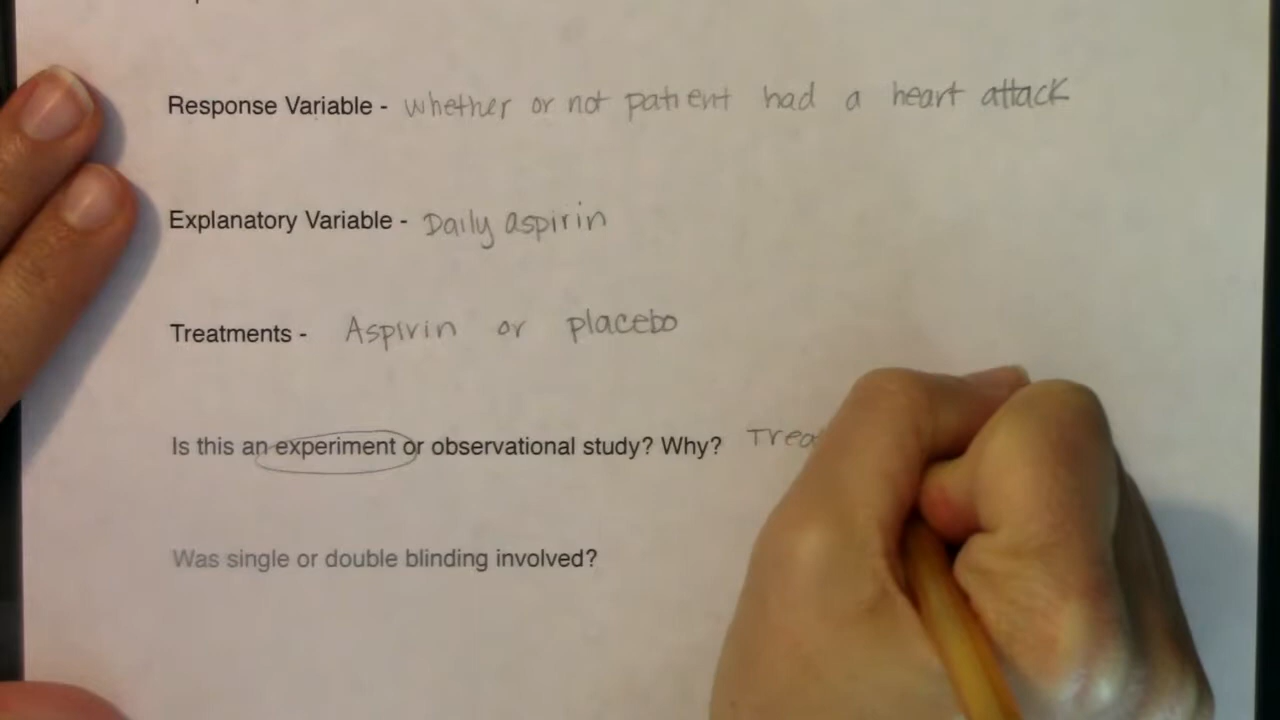 Response Variable - whether or not patient had a heart attack
Explanatory Variable - Daily aspirin
Treatments - Aspirin or placebo
Is this an experiment or observational study? Why?
Was single or double blinding involved?